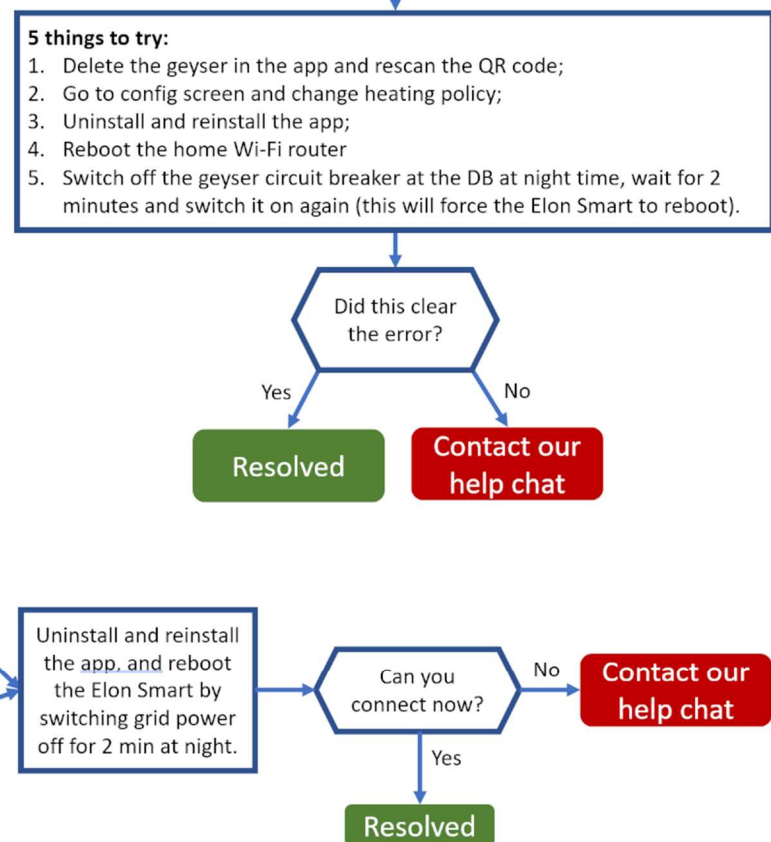 5 things to try:
1. Delete the geyser in the app and rescan the QR code;
2. Go to config screen and change heating policy;
3. Uninstall and reinstall the app;
4. Reboot the home Wi-Fi router
5. Switch off the geyser circuit breaker at the DB at night time, wait for 2
minutes and switch it on again (this will force the Elon Smart to reboot).
Did this clear
the error?
Yes
No
Resolved
Contact our
help chat
Uninstall and reinstall
the app, and reboot
the Elon Smart by
switching grid power
off for 2 min at night.
Can you
connect now?
No
Contact our
help chat
Yes
Resolved